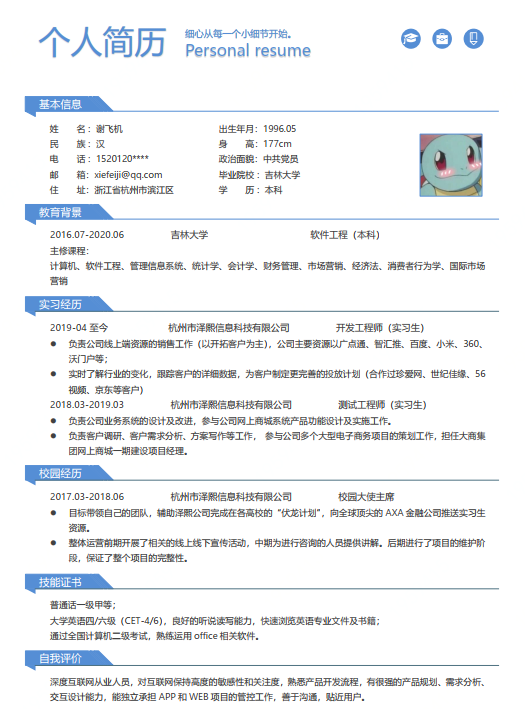 个人简历
细心从每一个小细节开始。
Personal resume
基本信息
姓 名：谢飞机 出生年月：1996.05
民 族：汉 身 高：177cm
电 话：1520120**** 政治面貌：中共党员
邮 箱：xiefeiji@qq.com 毕业院校：吉林大学
住 址：浙江省杭州市滨江区 学 历：本科
教育背景
2016.07-2020.06 吉林大学 软件工程（本科）
主修课程：
计算机、软件工程、管理信息系统、统计学、会计学、财务管理、市场营销、经济法、消费者行为学、国际市场
营销
实习经历
2019-04 至今 杭州市泽熙信息科技有限公司 开发工程师（实习生）
● 负责公司线上端资源的销售工作（以开拓客户为主），公司主要资源以广点通、智汇推、百度、小米、360、
沃门户等；
● 实时了解行业的变化，跟踪客户的详细数据，为客户制定更完善的投放计划（合作过珍爱网、世纪佳缘、56
视频、京东等客户）
2018.03-2019.03 杭州市泽熙信息科技有限公司 测试工程师（实习生）
● 负责公司业务系统的设计及改进，参与公司网上商城系统产品功能设计及实施工作。
● 负责客户调研、客户需求分析、方案写作等工作， 参与公司多个大型电子商务项目的策划工作，担任大商集
团网上商城一期建设项目经理。
校园经历
2017.03-2018.06 杭州市泽熙信息科技有限公司 校园大使主席
● 目标带领自己的团队，辅助泽熙公司完成在各高校的“伏龙计划”，向全球顶尖的 AXA 金融公司推送实习生
资源。
● 整体运营前期开展了相关的线上线下宣传活动，中期为进行咨询的人员提供讲解。后期进行了项目的维护阶
段，保证了整个项目的完整性。
技能证书
普通话一级甲等；
大学英语四/六级（CET-4/6），良好的听说读写能力，快速浏览英语专业文件及书籍；
通过全国计算机二级考试，熟练运用 office 相关软件。
自我评价
深度互联网从业人员，对互联网保持高度的敏感性和关注度，熟悉产品开发流程，有很强的产品规划、需求分析、
交互设计能力，能独立承担 APP 和 WEB 项目的管控工作，善于沟通，贴近用户。